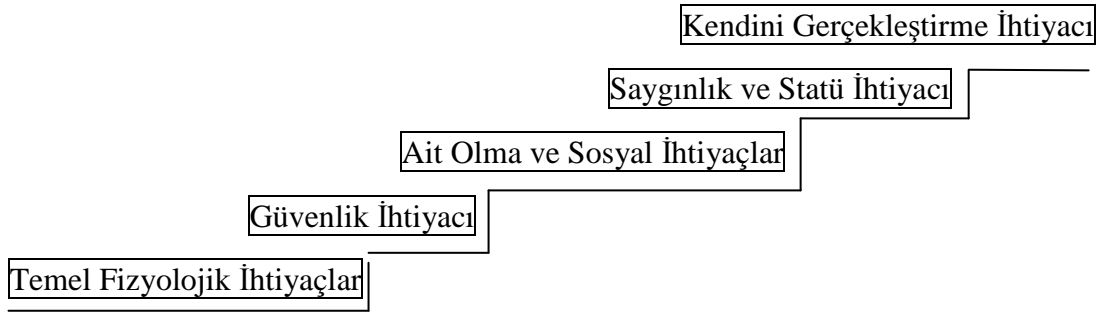 Kendini Gerçekleştirme İhtiyacı
Saygınlık ve Statü İhtiyacı
Ait Olma ve Sosyal İhtiyaçlar
Güvenlik İhtiyacı
Temel Fizyolojik İhtiyaçlar